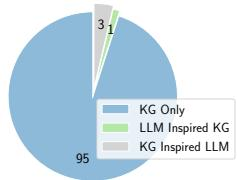 3 1
KG Only
LLM Inspired KG
KG Inspired LLM
95